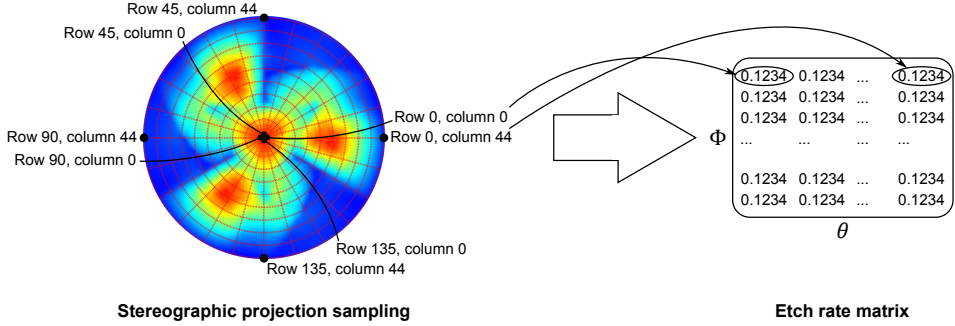 Row 45, column 44
Row 45, column 0
Row 0, column 0
Row 90, column 44
Row 0, column 44
Row 90, column 0
Row 135, column 0
Row 135, column 44
Stereographic projection sampling
0.1234 0.1234 ... 0.1234
0.1234 0.1234 ... 0.1234
0.1234 0.1234 ... 0.1234
Φ
... ... ... ...
0.1234 0.1234 ... 0.1234
0.1234 0.1234 ... 0.1234
θ
Etch rate matrix